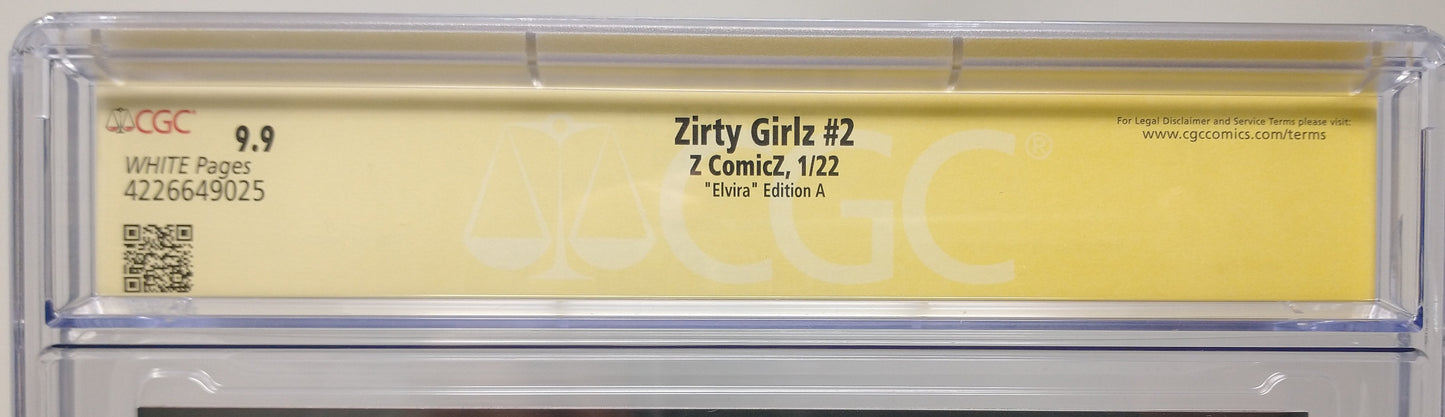 CGC
9.9
WHITE Pages
4226649025
Zirty Girlz #2
Z ComicZ, 1/22
"Elvira" Edition A
CGC®
For Legal Disclaimer and Service Terms please visit:
www.cgccomics.com/terms